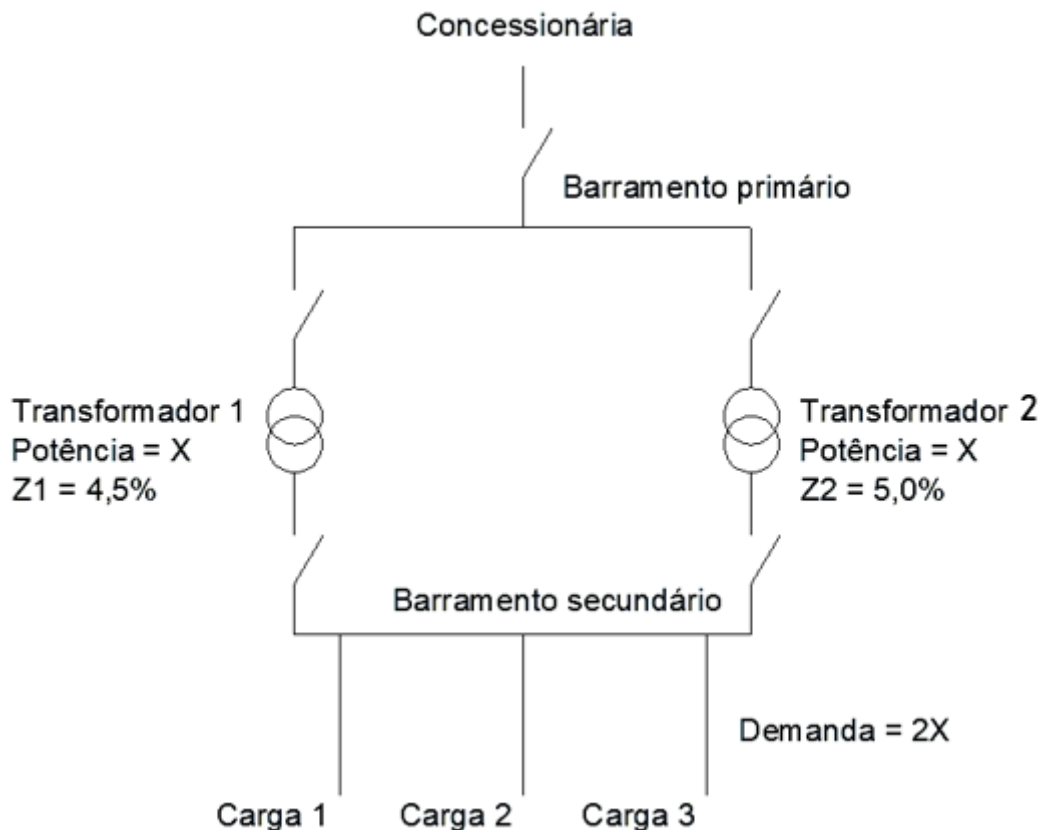 Concessionária
Barramento primário
Transformador 1
Potência = X
Z1 = 4,5%
Transformador 2
Potência = X
Z2 = 5,0%
Barramento secundário
Demanda = 2X
Carga 1
Carga 2
Carga 3